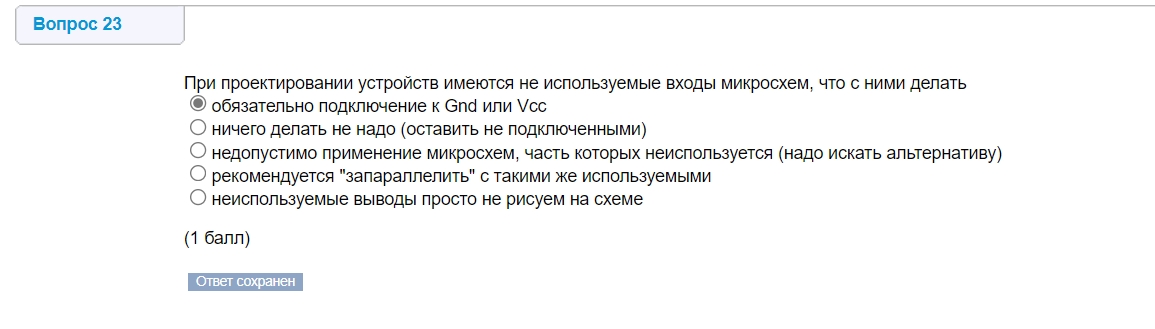 Вопрос 23
При проектировании устройств имеются не используемые входы микросхем, что с ними делать
обязательно подключение к Gnd или Vcc
ничего делать не надо (оставить не подключенными)
недопустимо применение микросхем, часть которых неиспользуется (надо искать альтернативу)
рекомендуется "запараллелить" с такими же используемыми
неиспользуемые выводы просто не рисуем на схеме
(1 балл)
Ответ сохранен